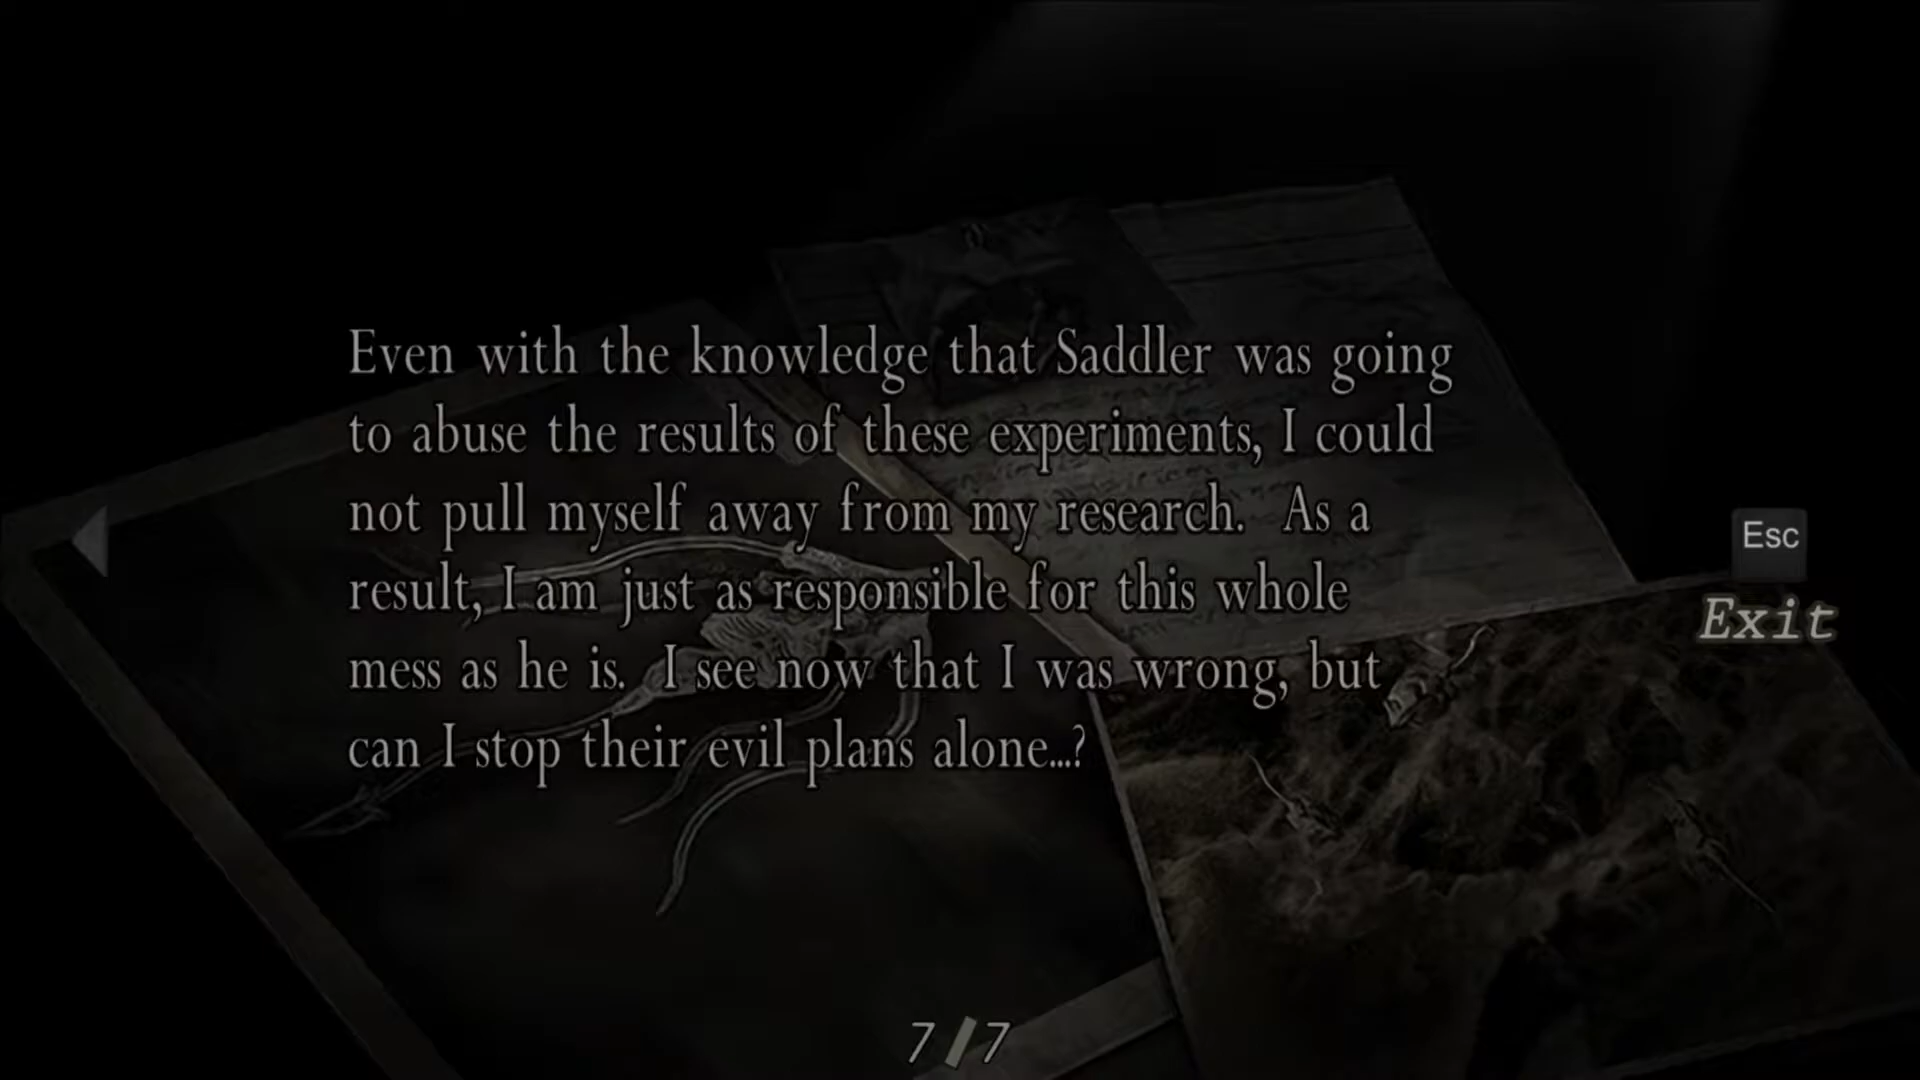 Even with the knowledge that Saddler was going
to abuse the results of these experiments, I could
not pull myself away from my research. As a
result, I am just as responsible for this whole
mess as he is. I see now that I was wrong, but
can I stop their evil plans alone...?
Esc
Exit
7/7